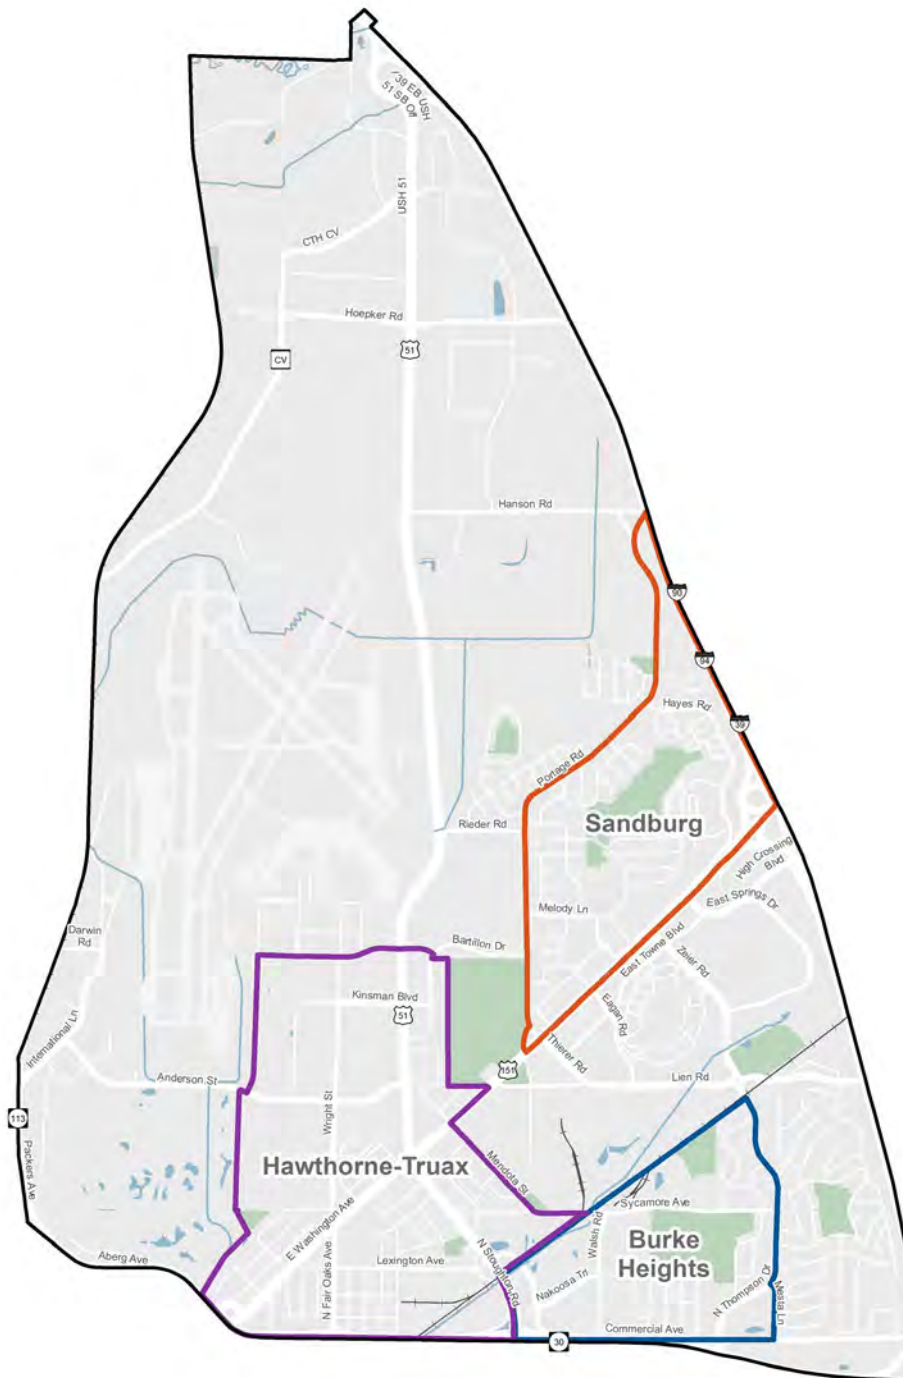 39 EB USH
51 SB Off
USH 51
CTH CV
Hoepker Rd
51
CV
Hanson Rd
90
94
Hayes Rd
39
Portage Rd
Sandburg
Rieder Rd
High Crossing
Blvd
East Springs Dr
Melody Ln
East Towne Blvd
Zeier Rd
Darwin
Rd
Bartillon Dr
Kinsman Blvd
51
Eagan Rd
Thierer Rd
151
International Ln
Anderson St
Lien Rd
113
Packers Ave
Wright St
Hawthorne-Truax
Mendota St
Sycamore Ave
Walsh Rd
Burke
Heights
E Washington Ave
N Fair Oaks Ave
Lexington Ave
N Stoughton Rd
Nakoosa Trl
N Thompson Dr
Mesta Ln
Aberg Ave
Commercial Ave
30